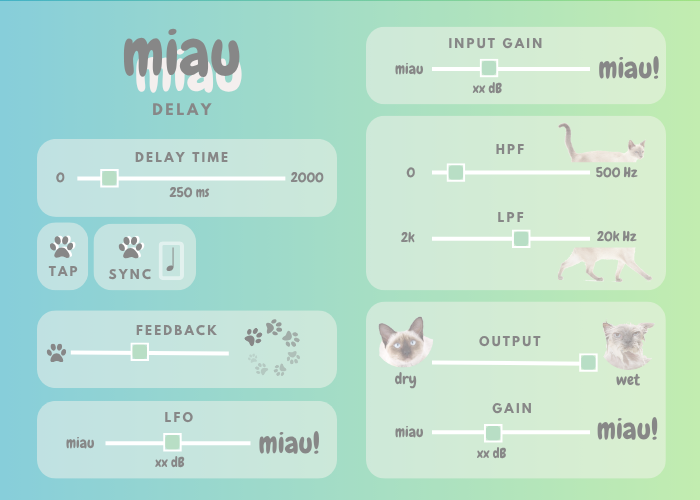 miau
miau
DELAY
DELAY TIME
0
2000
250 ms
TAP
SYNC
FEEDBACK
LFO
miau
miau!
xx dB
INPUT GAIN
miau
miau!
xx dB
HPF
0
500 Hz
LPF
2k
20k Hz
OUTPUT
dry
wet
GAIN
miau
miau!
xx dB